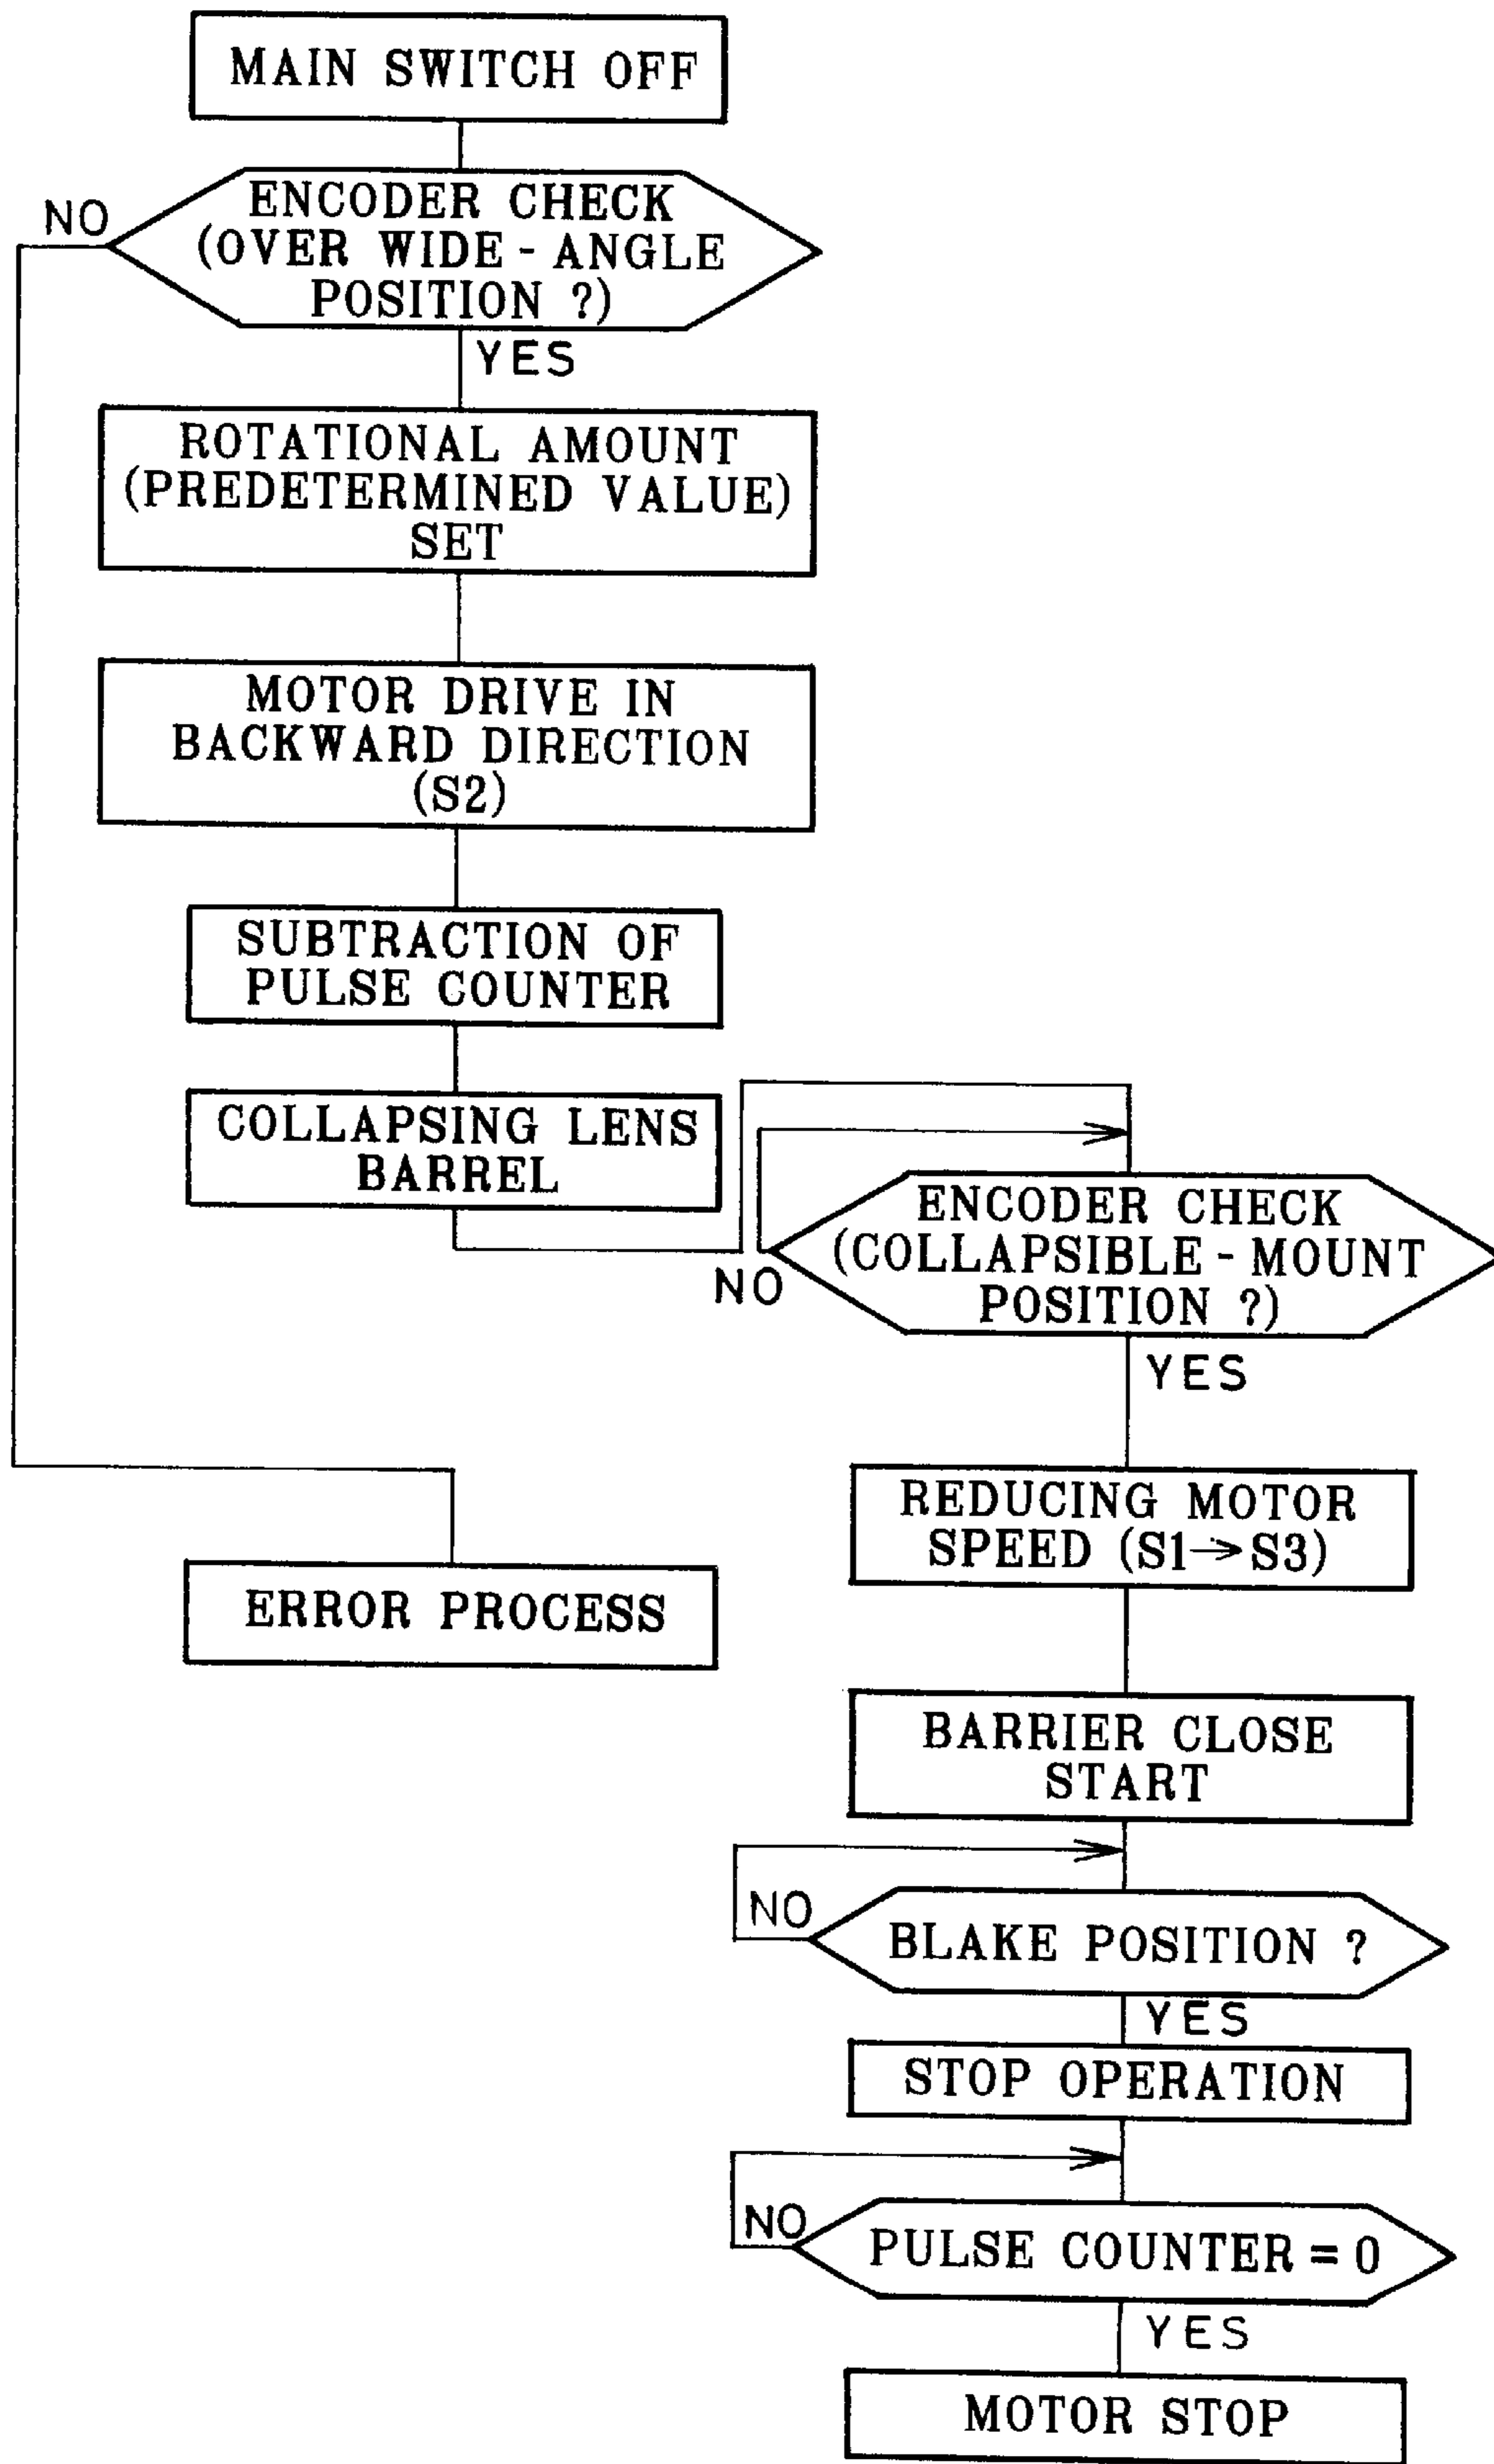 MAIN SWITCH OFF
NO
ENCODER CHECK
(OVER WIDE - ANGLE
POSITION ?)
YES
ROTATIONAL AMOUNT
(PREDETERMINED VALUE)
SET
MOTOR DRIVE IN
BACKWARD DIRECTION
(S2)
SUBTRACTION OF
PULSE COUNTER
COLLAPSING LENS
BARREL
ENCODER CHECK
(COLLAPSIBLE - MOUNT
POSITION ?)
NO
YES
REDUCING MOTOR
SPEED (S1→S3)
ERROR PROCESS
BARRIER CLOSE
START
NO
BLAKE POSITION ?
YES
STOP OPERATION
NO
PULSE COUNTER = 0
YES
MOTOR STOP